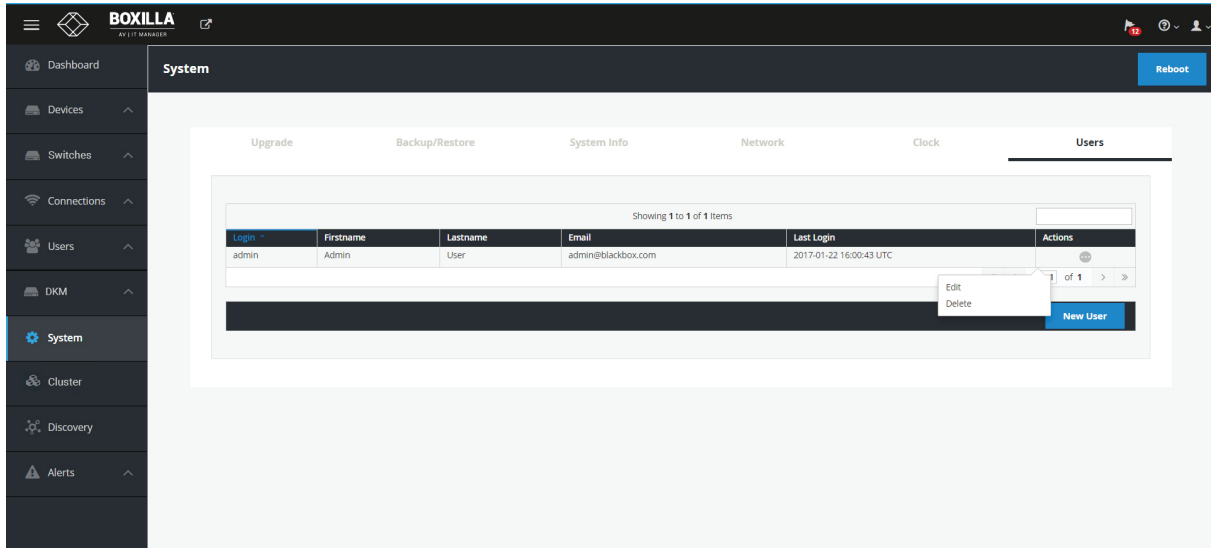 BOXILLA
AV | IT MANAGER
12
Dashboard
System
Reboot
Devices
Switches
Connections
Users
DKM
System
Cluster
Discovery
Alerts
Upgrade Backup/Restore System Info Network Clock Users
Showing 1 to 1 of 1 Items
Login Firstname Lastname Email Last Login Actions
admin Admin User admin@blackbox.com 2017-01-22 16:00:43 UTC
1 of 1
Edit
Delete
New User